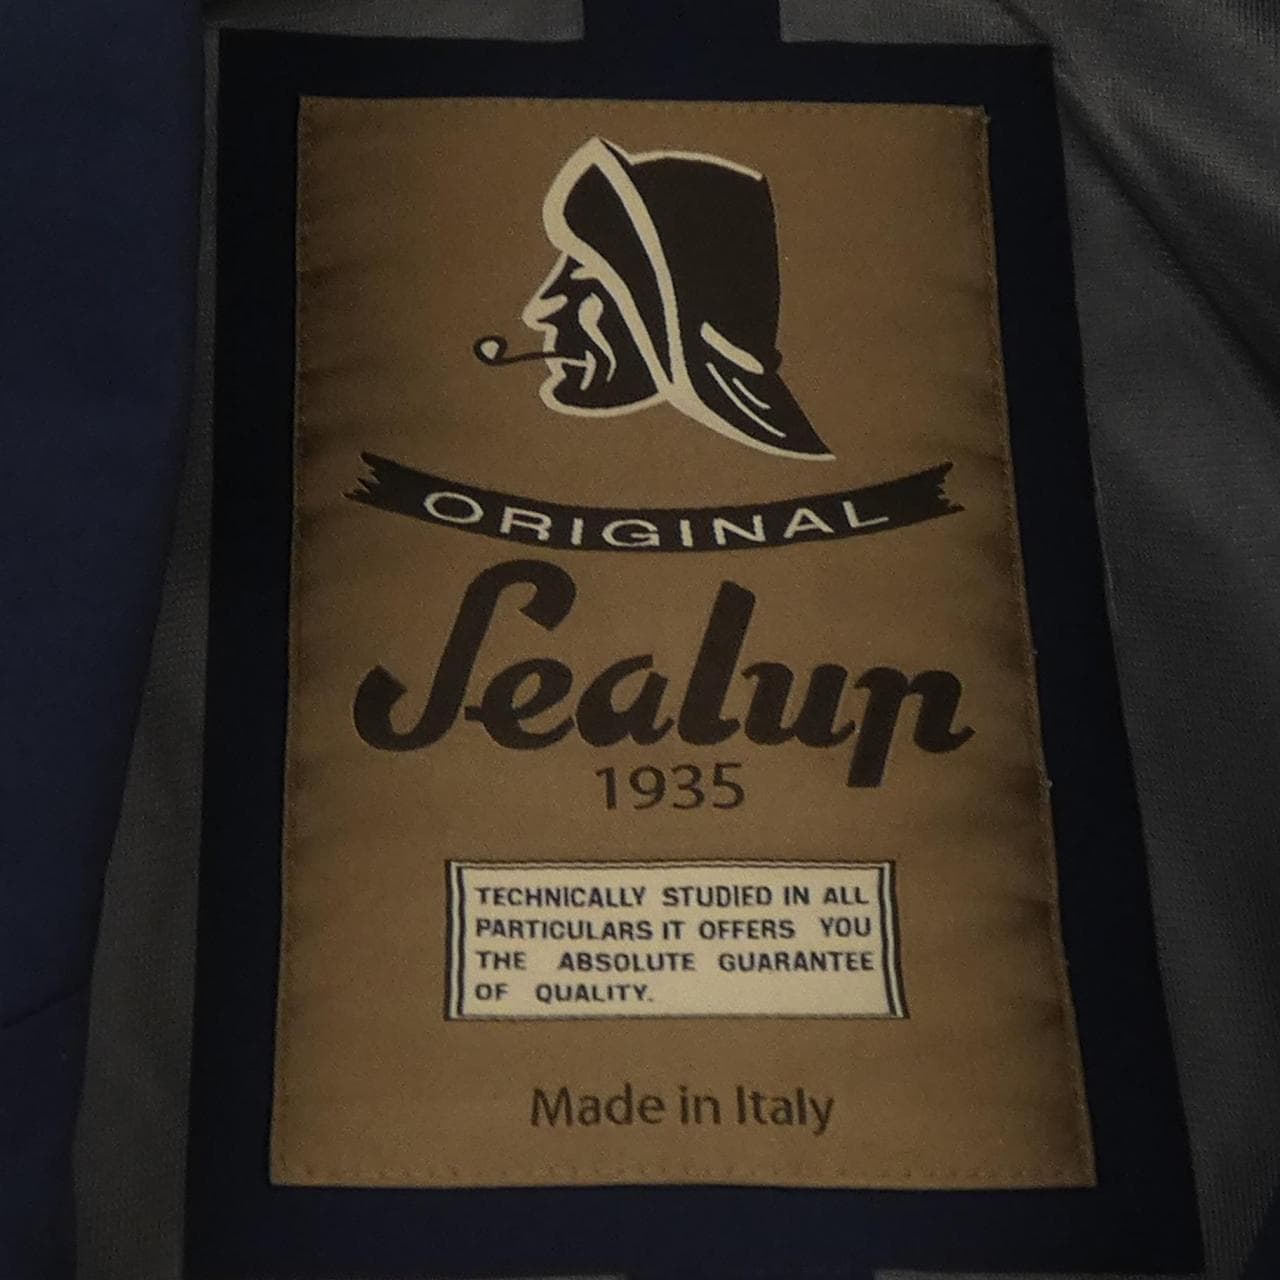 ORIGINAL
Sealup
1935
TECHNICALLY STUDIED IN ALL
PARTICULARS IT OFFERS YOU
THE ABSOLUTE GUARANTEE
OF QUALITY.
Made in Italy